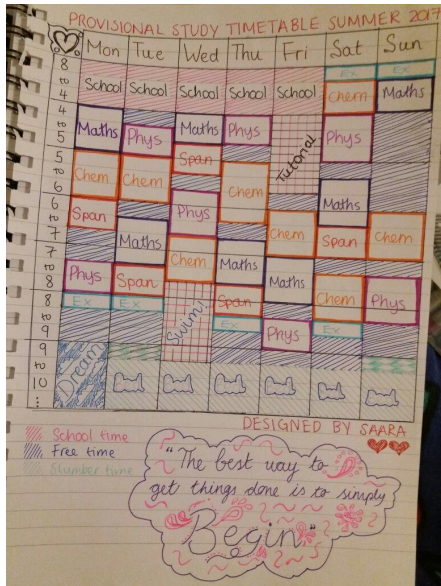 PROVISIONAL STUDY TIMETABLE SUMMER 2017
Mon Tue Wed Thu Fri Sat Sun
8 to 4
Ex Ex
School School School School School Chem Maths
4 to 5
Maths Phys Maths Phys Tutorial Phys
5 to 6
Span
Chem Chem Chem
Maths
6 to 7
Span Phys Chem Span Chem
Maths
7 to 8
Chem Maths
Phys Span Maths Chem Phys
Span
8 to 9
Ex Ex Swim! Ex Phys Ex
9 to 10 ...
Dream
DESIGNED BY SAARA
School time
Free time
Slumber time
"The best way to
get things done is to simply
Begin."